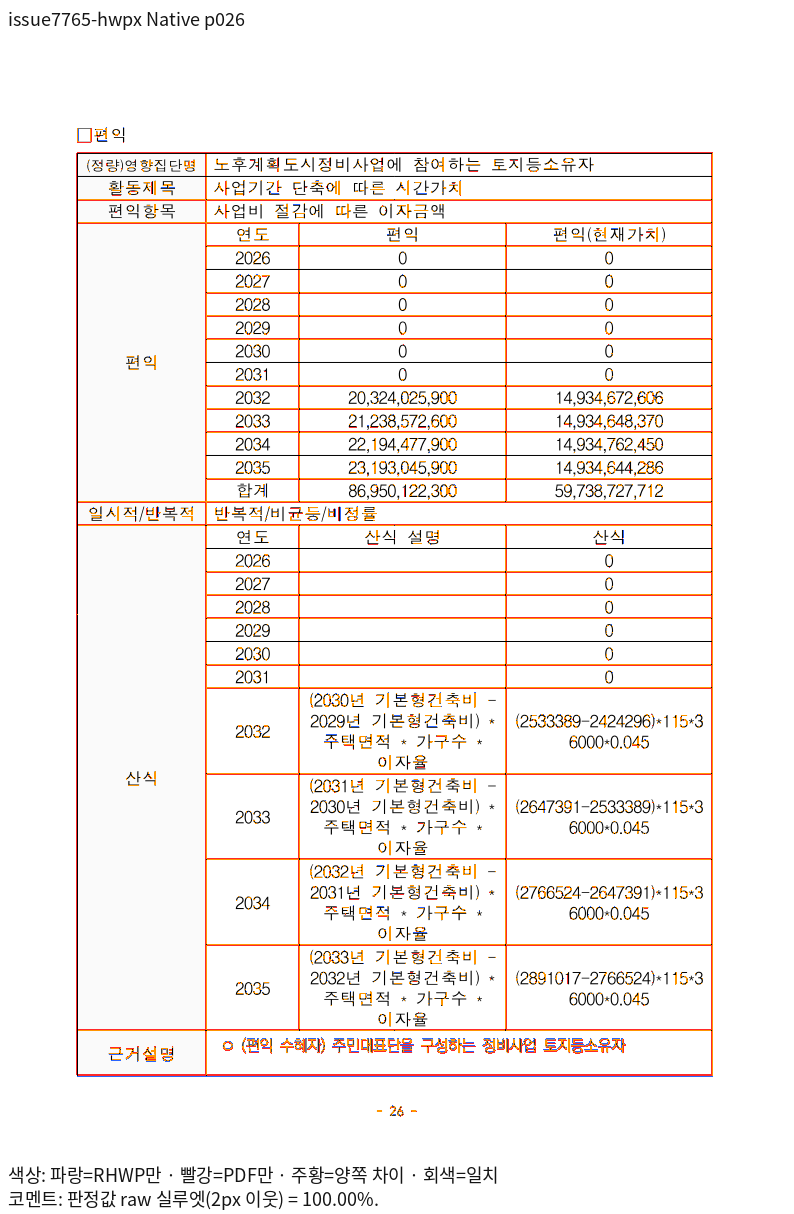 issue7765-hwpx Native p026
□편익
(정량)영향집단명 노후계획도시정비사업에 참여하는 토지등소유자
활동제목 사업기간 단축에 따른 시간가치
편익항목 사업비 절감에 따른 이자금액
편익
연도 편익 편익(현재가치)
2026 0 0
2027 0 0
2028 0 0
2029 0 0
2030 0 0
2031 0 0
2032 20,324,025,900 14,934,672,606
2033 21,238,572,600 14,934,648,370
2034 22,194,477,900 14,934,762,450
2035 23,193,045,900 14,934,644,286
합계 86,950,122,300 59,738,727,712
일시적/반복적 반복적/비균등/비정률
산식
연도 산식 설명 산식
2026 0
2027 0
2028 0
2029 0
2030 0
2031 0
2032
(2030년 기본형건축비 -
2029년 기본형건축비) *
주택면적 * 가구수 *
이자율
(2533389-2424296)*115*3
6000*0.045
2033
(2031년 기본형건축비 -
2030년 기본형건축비) *
주택면적 * 가구수 *
이자율
(2647391-2533389)*115*3
6000*0.045
2034
(2032년 기본형건축비 -
2031년 기본형건축비) *
주택면적 * 가구수 *
이자율
(2766524-2647391)*115*3
6000*0.045
2035
(2033년 기본형건축비 -
2032년 기본형건축비) *
주택면적 * 가구수 *
이자율
(2891017-2766524)*115*3
6000*0.045
근거설명 ㅇ (편익 수혜자) 주민대표단을 구성하는 정비사업 토지등소유자
- 26 -
색상: 파랑=RHWP만 · 빨강=PDF만 · 주황=양쪽 차이 · 회색=일치
코멘트: 판정값 raw 실루엣(2px 이웃) = 100.00%.